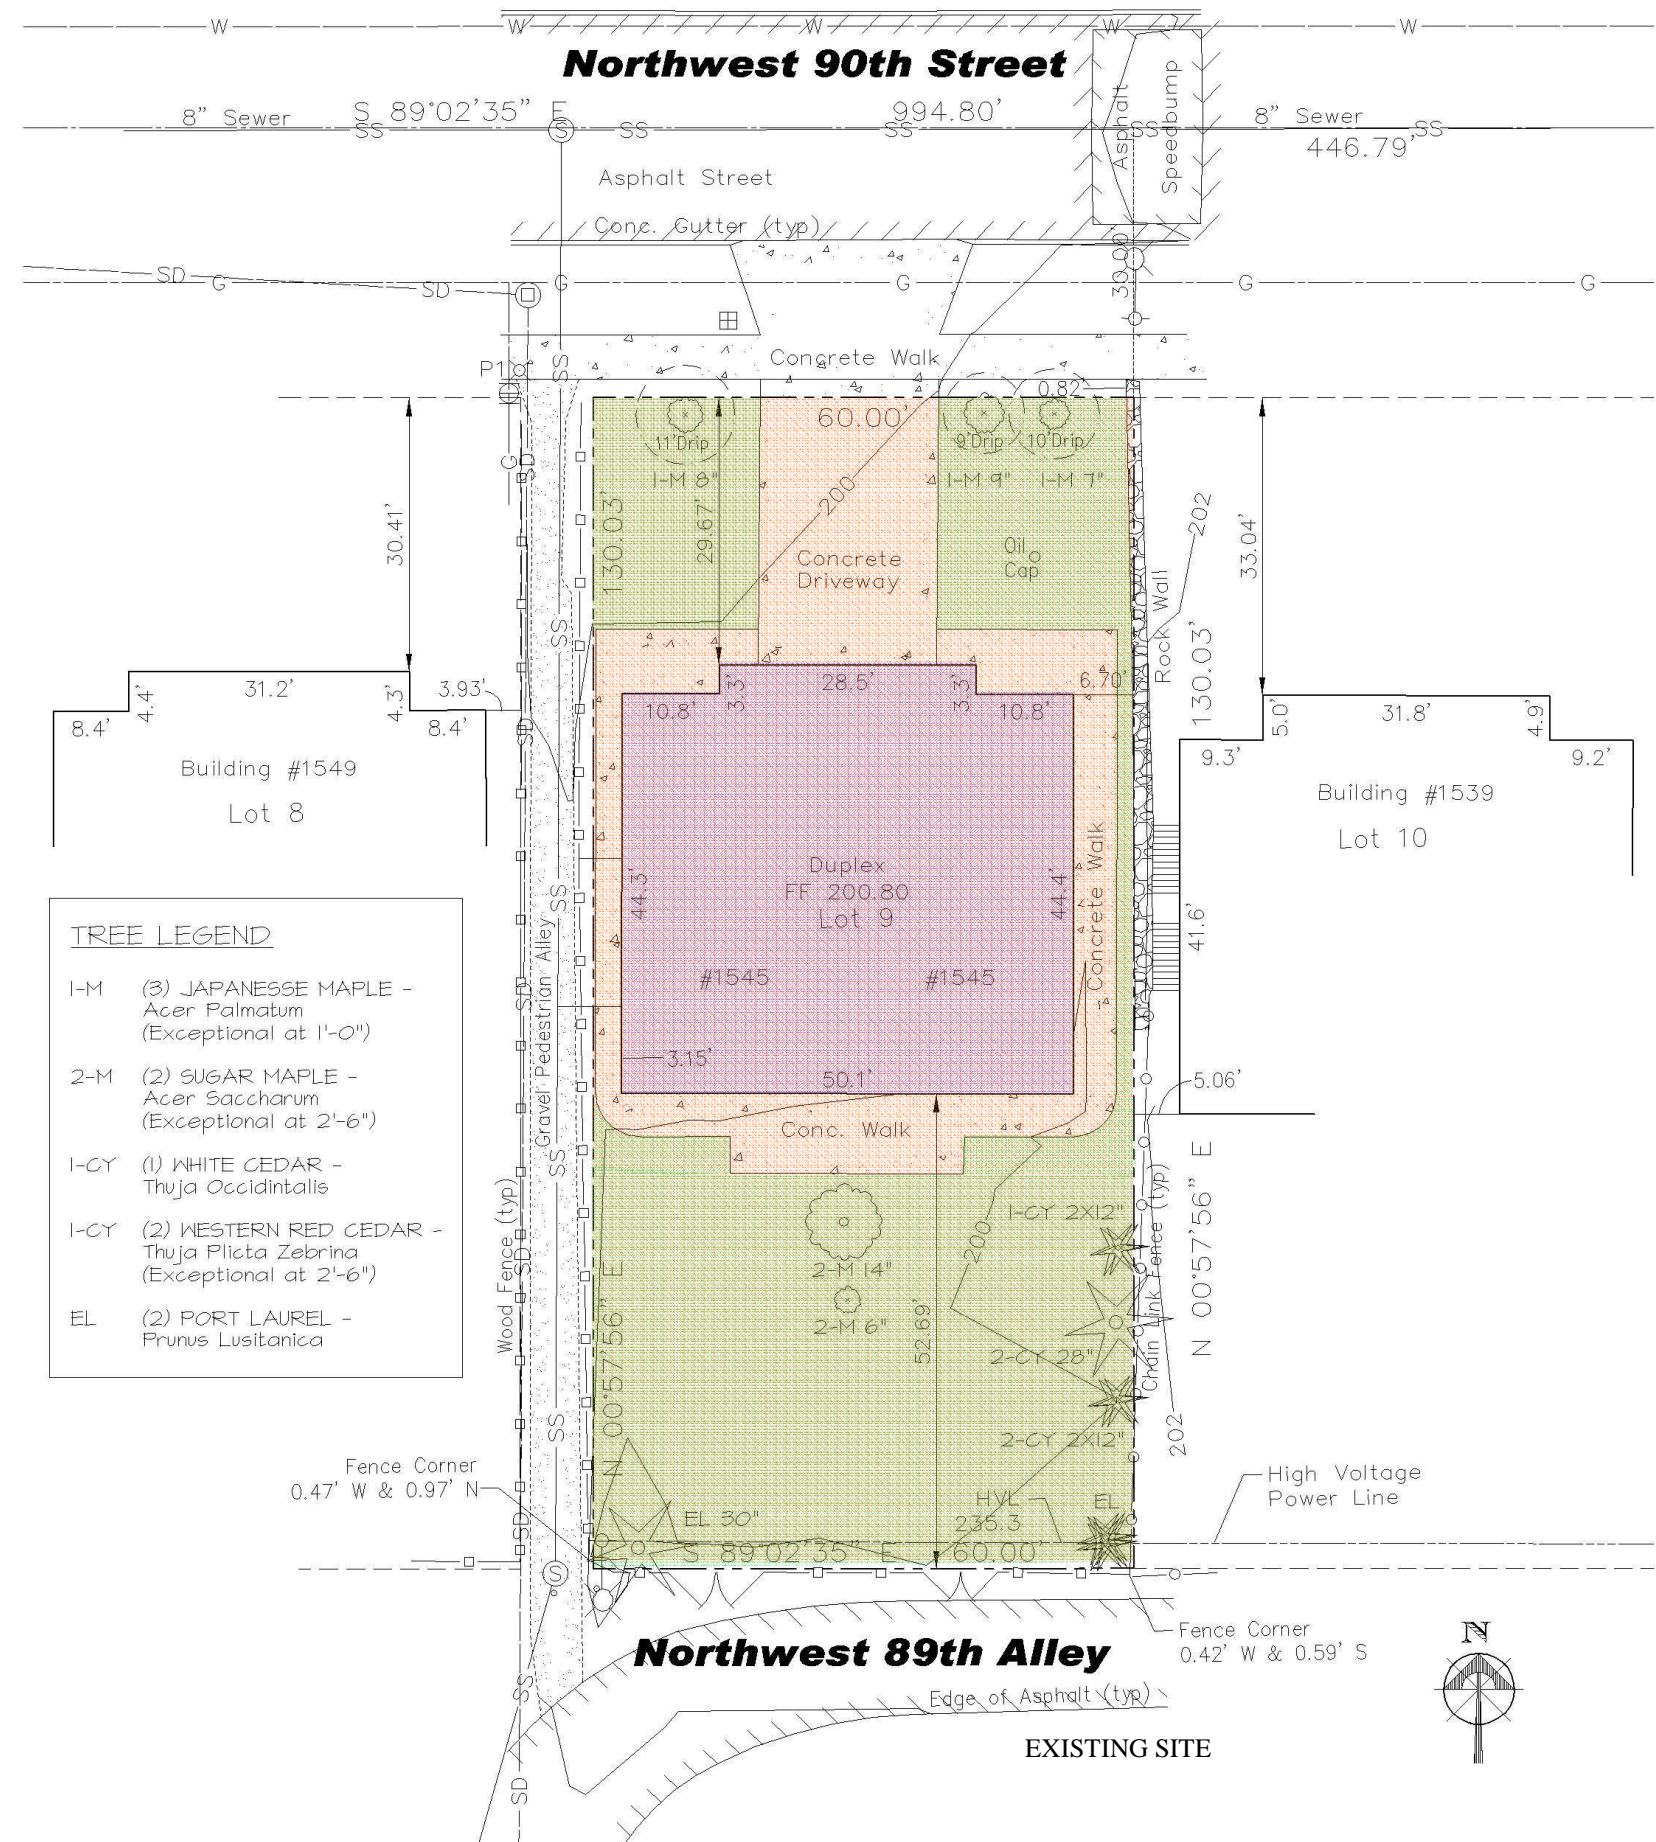 W W W W W
Northwest 90th Street
8” Sewer
S 89°02’35” E
994.80’
8” Sewer
446.79’
SS S SS SS SS SS
Asphalt
Speedbump
Asphalt Street
Conc. Gutter (typ)
30.00’
SD G SD G G G G
Concrete Walk
P1
SS
0.82
60.00’
11'Drip
9'Drip
10'Drip
1-M 8"
1-M 9"
1-M 7"
G
SD
30.41’
130.03’
29.67’
200
202
33.04’
Oil
Cap
Concrete
Driveway
Rock Wall
130.03’
SS
31.2’
4.4’
4.3’
3.93’
8.4’
8.4’
SD
3.3’
28.5’
3.3’
6.70’
10.8’
10.8’
5.0’
31.8’
4.9’
9.3’
9.2’
Building #1549
Lot 8
Building #1539
Lot 10
Duplex
FF 200.80
Lot 9
44.3’
44.4’
Concrete Walk
41.6’
SS
#1545
#1545
Gravel Pedestrian Alley
SD
TREE LEGEND
1-M (3) JAPANESSE MAPLE -
Acer Palmatum
(Exceptional at 1'-0")
2-M (2) SUGAR MAPLE -
Acer Saccharum
(Exceptional at 2'-6")
1-CY (1) WHITE CEDAR -
Thuja Occidintalis
1-CY (2) WESTERN RED CEDAR -
Thuja Plicta Zebrina
(Exceptional at 2'-6")
EL (2) PORT LAUREL -
Prunus Lusitanica
3.15’
50.1’
5.06’
Conc. Walk
SS
Wood Fence (typ)
SD
1-CY 2X12"
200
2-M 14"
2-M 6"
52.69’
2-CY 28"
2-CY 2X12"
Chain Link Fence (typ)
N 00°57’56” E
N 00°57’56” E
202
SS
Fence Corner
0.47’ W & 0.97’ N
High Voltage
Power Line
HVL
235.3
EL
EL 30"
SD
S 89°02’35” E
60.00’
S
Northwest 89th Alley
Fence Corner
0.42’ W & 0.59’ S
N
SS
Edge of Asphalt (typ)
EXISTING SITE
SD